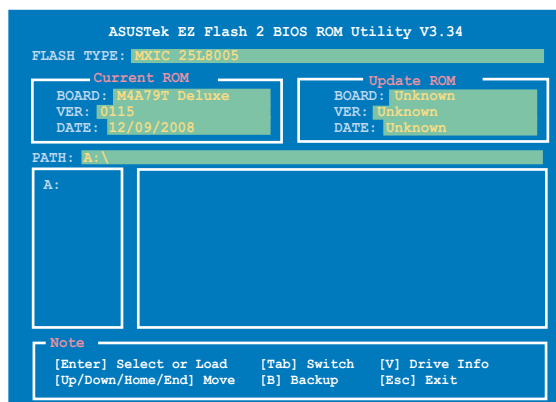 ASUSTek EZ Flash 2 BIOS ROM Utility V3.34
FLASH TYPE: MXIC 25L8005
Current ROM
BOARD: M4A79T Deluxe
VER: 0115
DATE: 12/09/2008
Update ROM
BOARD: Unknown
VER: Unknown
DATE: Unknown
PATH: A:\
A:
Note
[Enter] Select or Load [Tab] Switch [V] Drive Info
[Up/Down/Home/End] Move [B] Backup [Esc] Exit